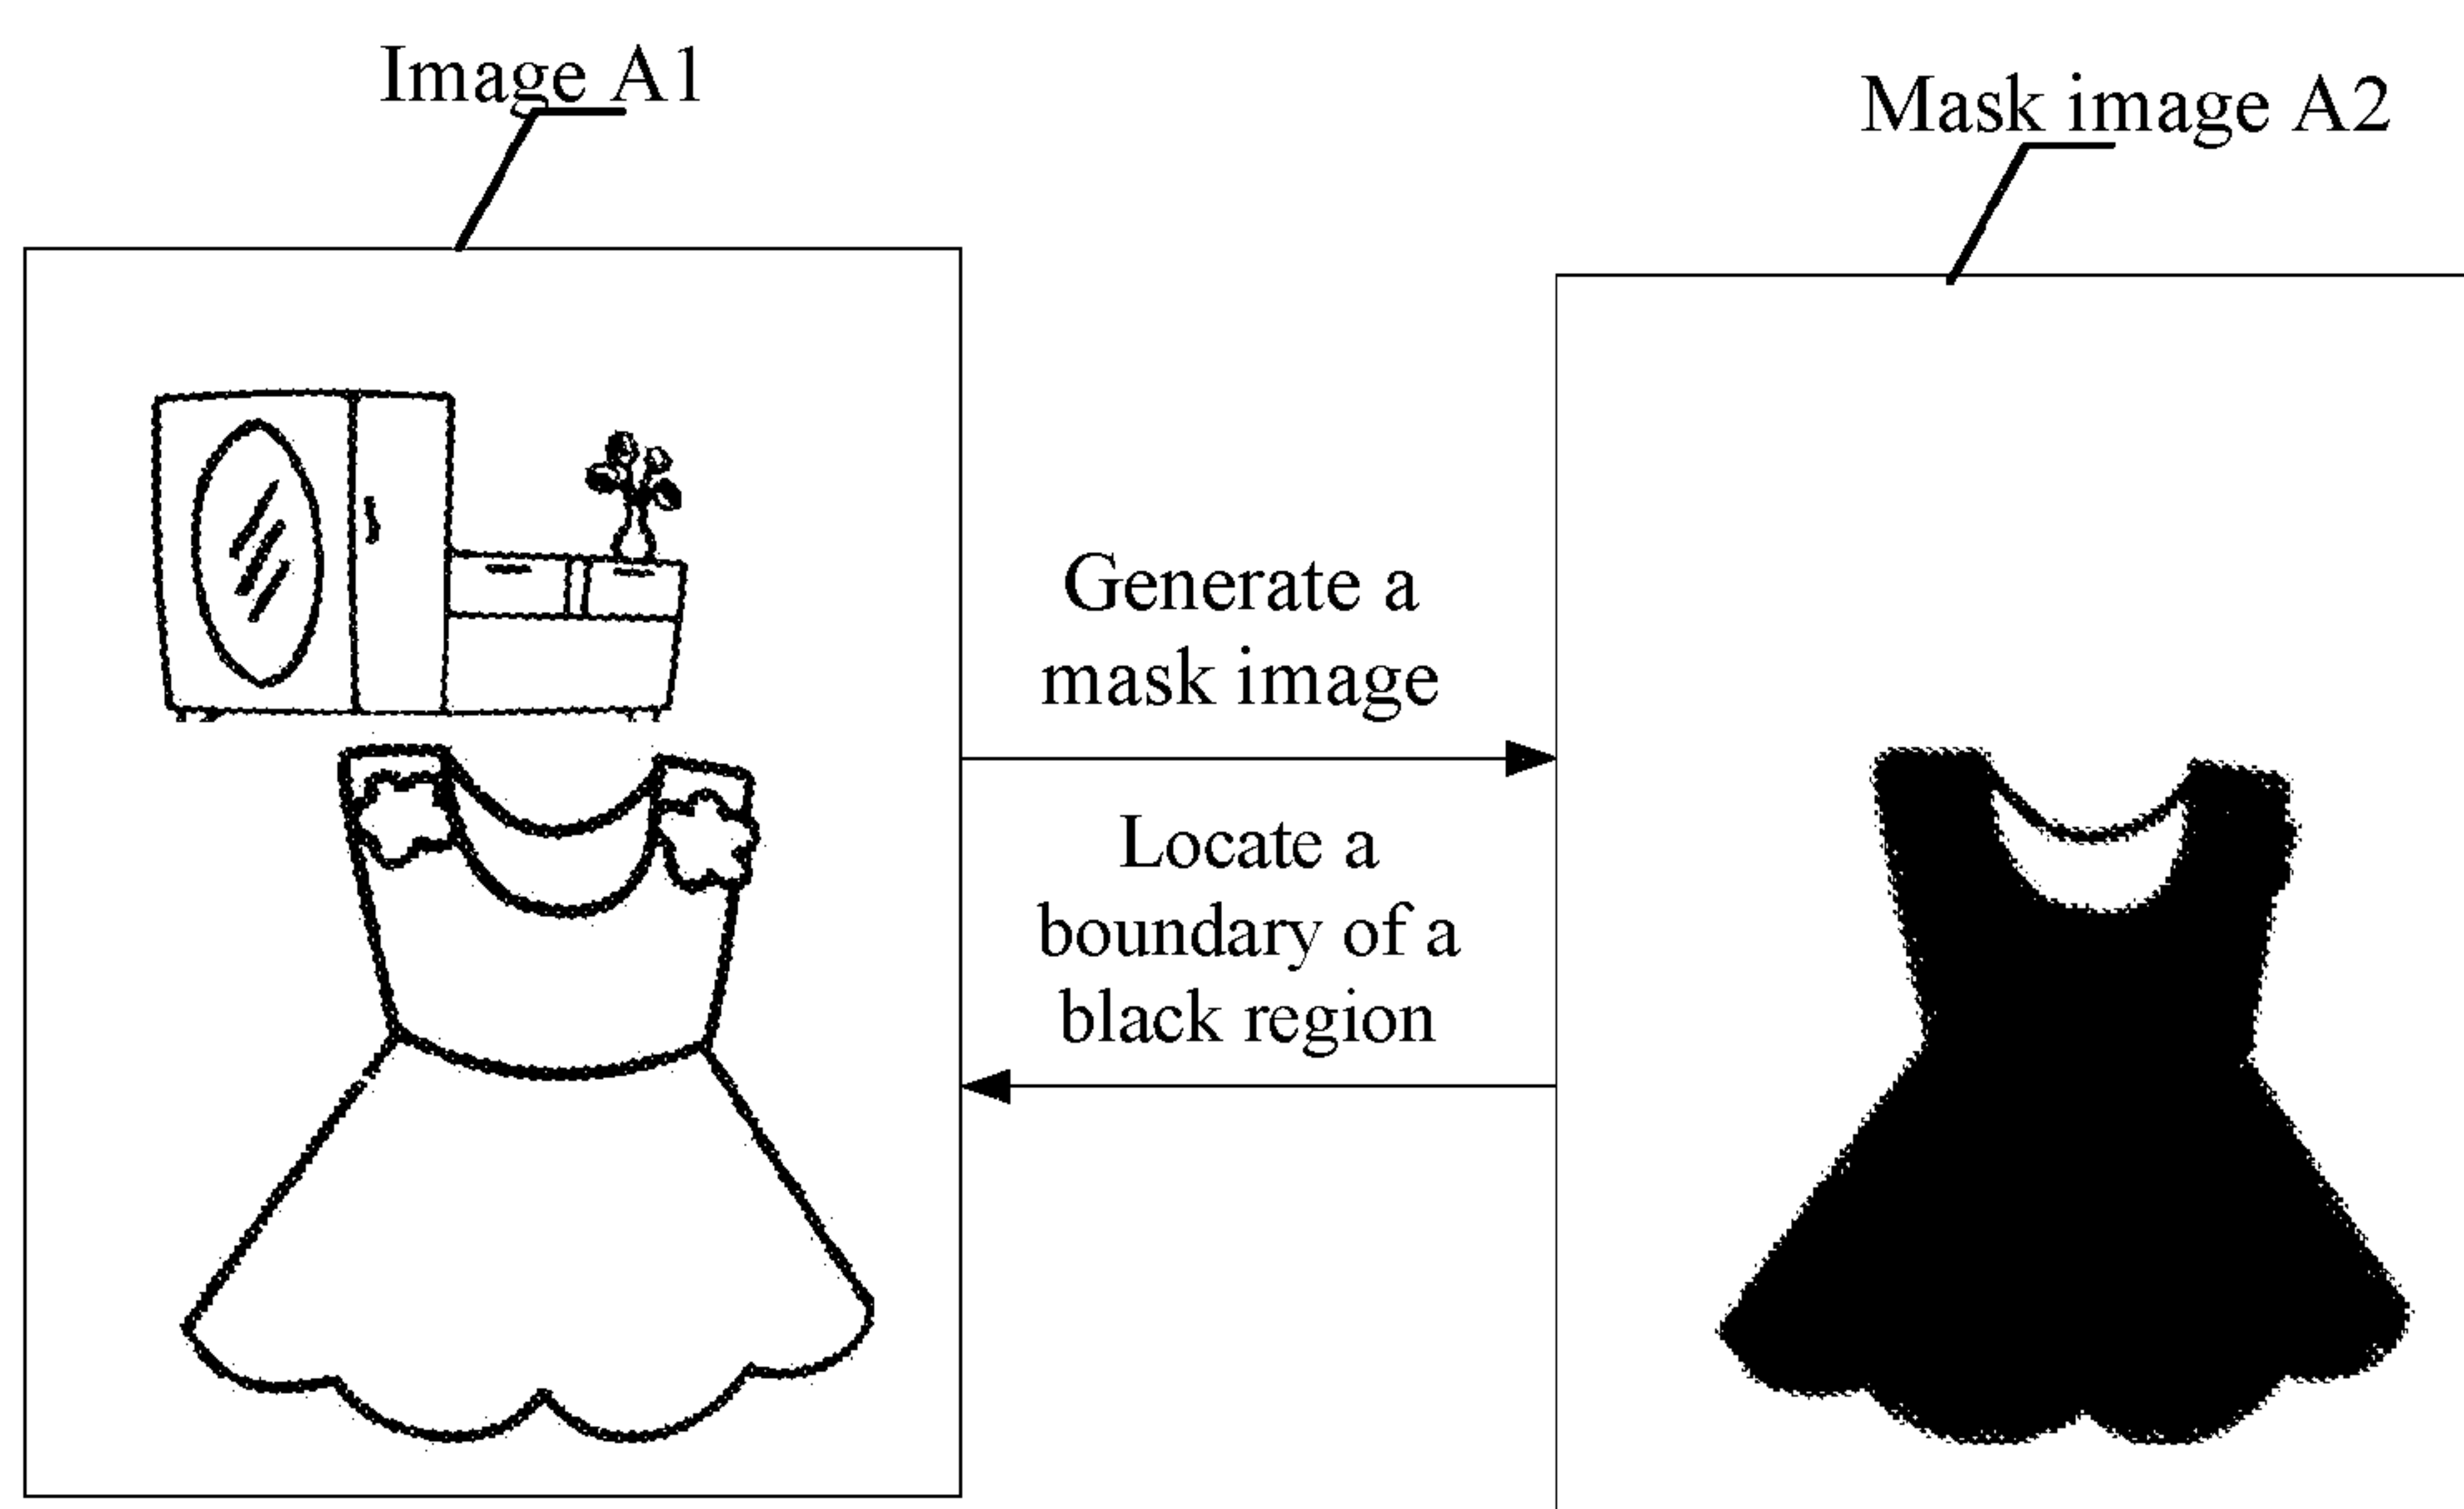 Image A1
Mask image A2
Generate a
mask image
Locate a
boundary of a
black region